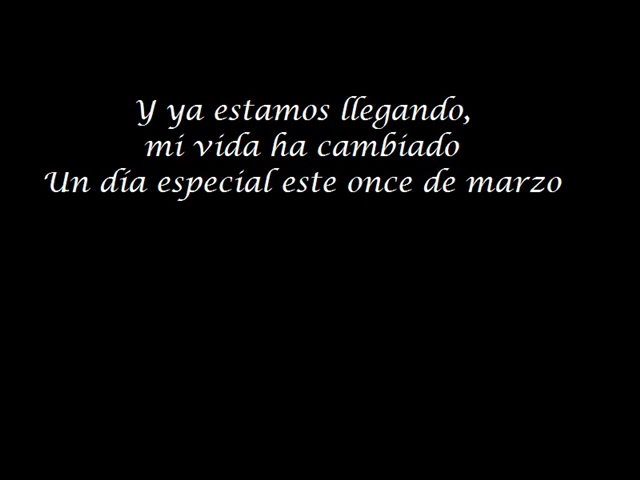 Y ya estamos llegando,
mi vida ha cambiado
Un día especial este once de marzo